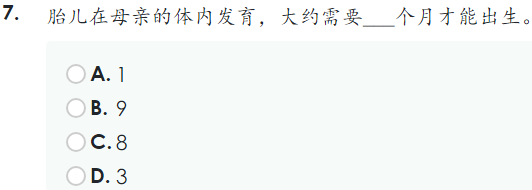 7. 胎儿在母亲的体内发育，大约需要___个月才能出生。
A. 1
B. 9
C. 8
D. 3